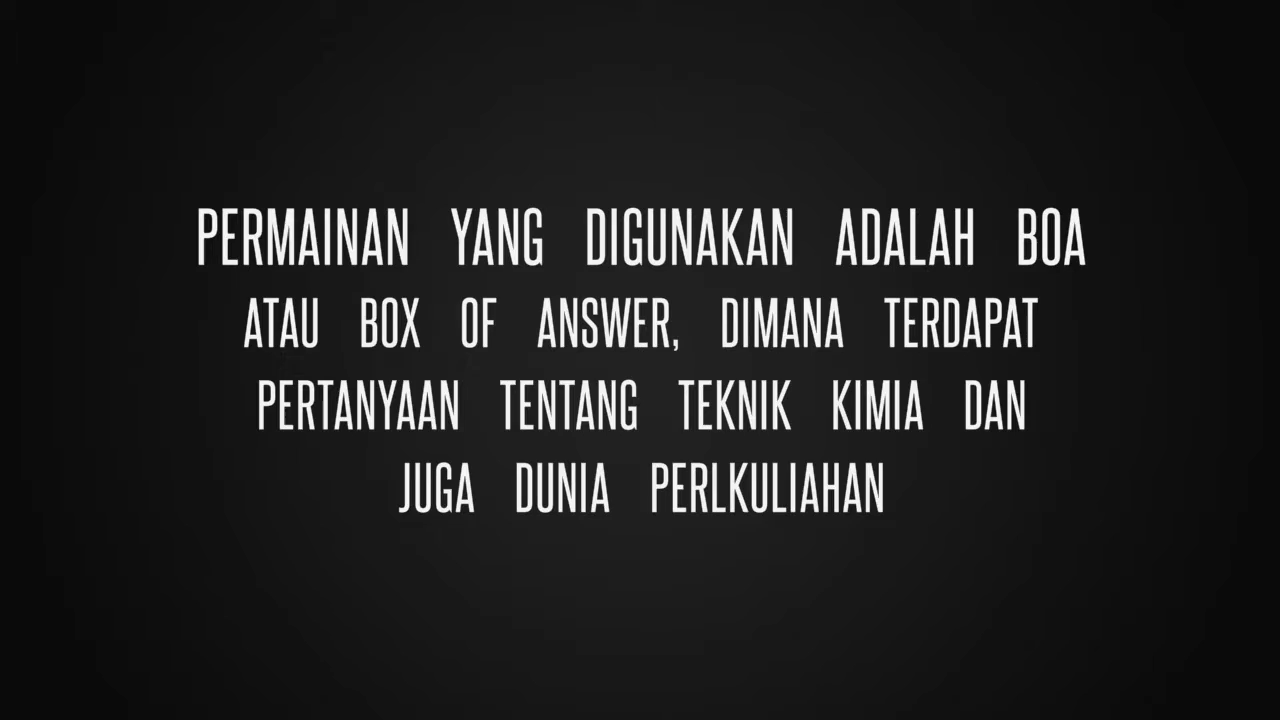 PERMAINAN YANG DIGUNAKAN ADALAH BOA
ATAU BOX OF ANSWER, DIMANA TERDAPAT
PERTANYAAN TENTANG TEKNIK KIMIA DAN
JUGA DUNIA PERLKULIAHAN